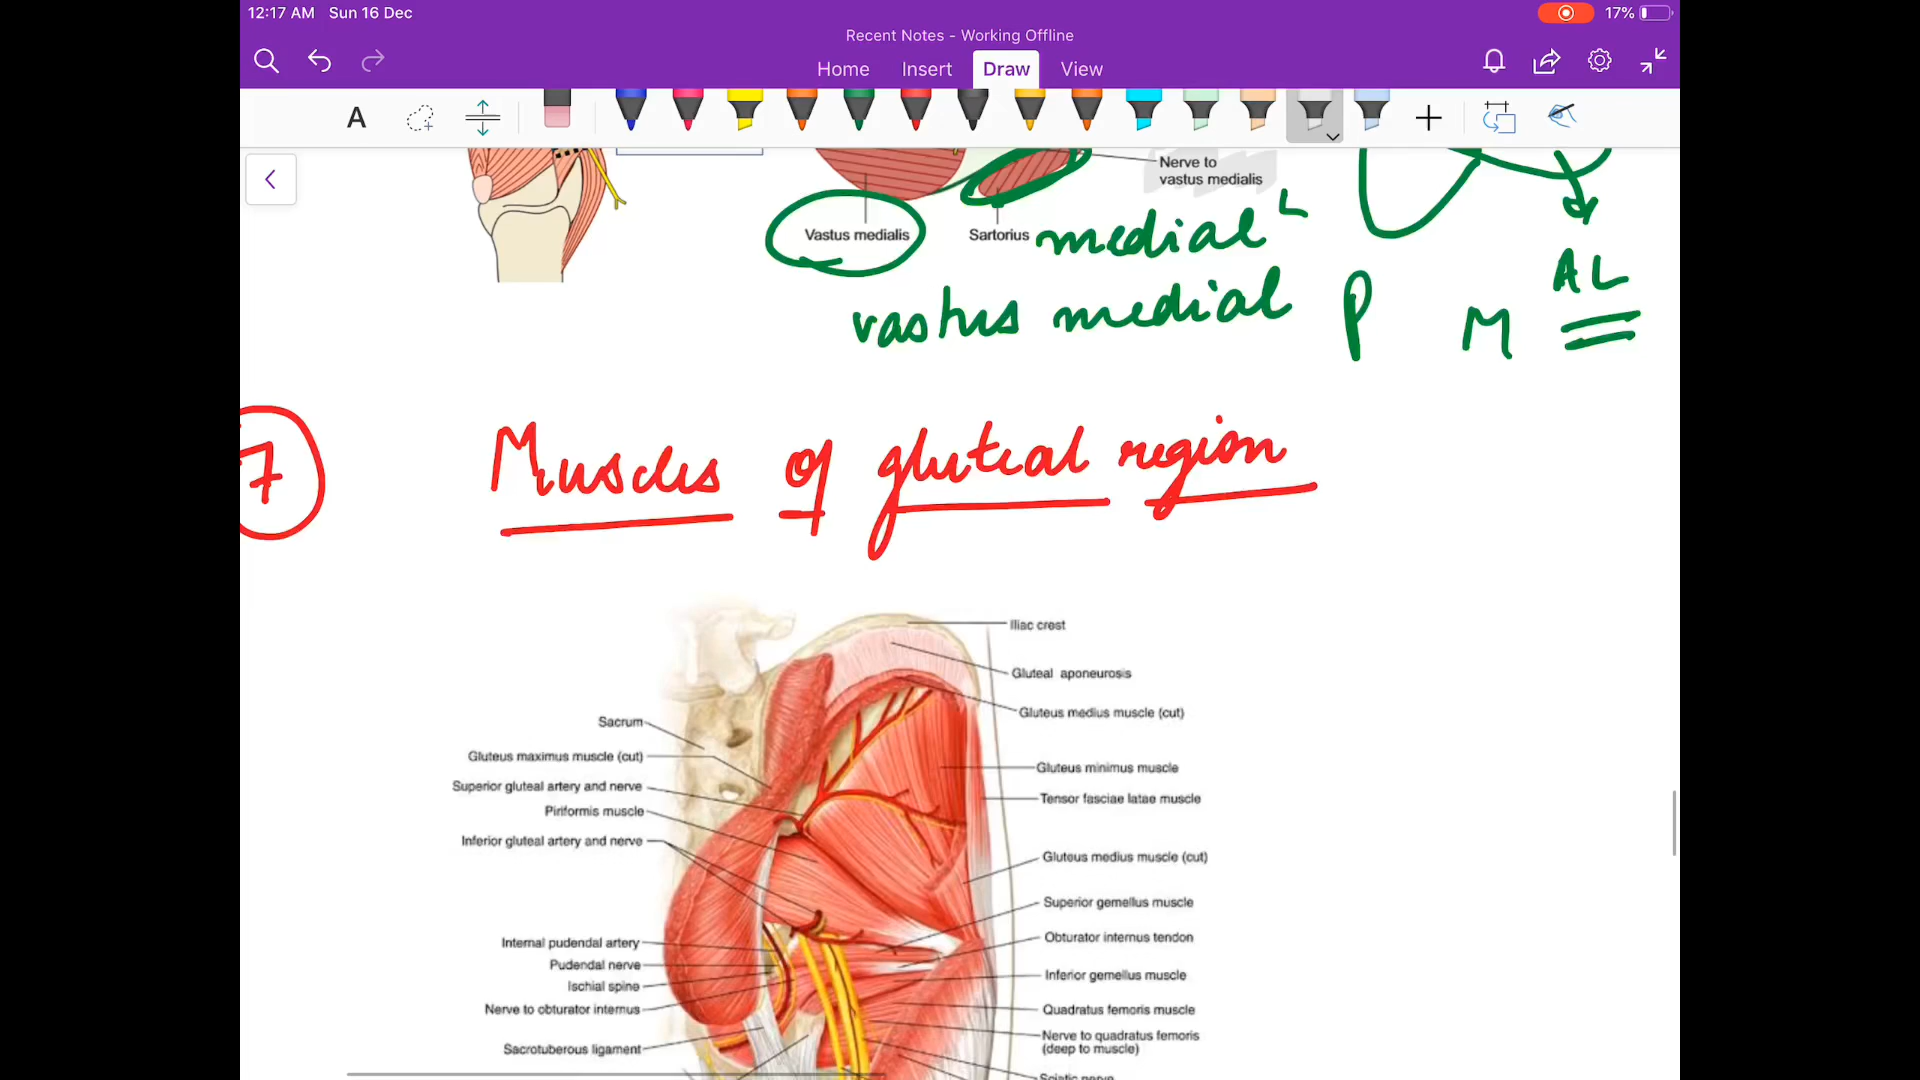 12:17 AM Sun 16 Dec
17%
Recent Notes - Working Offline
Home Insert Draw View
A
Nerve to
vastus medialis
Vastus medialis
Sartorius
medial
L
vastus medial
P
M
AL
7
Muscles of gluteal region
Iliac crest
Gluteal aponeurosis
Gluteus medius muscle (cut)
Sacrum
Gluteus maximus muscle (cut)
Gluteus minimus muscle
Superior gluteal artery and nerve
Tensor fasciae latae muscle
Piriformis muscle
Inferior gluteal artery and nerve
Gluteus medius muscle (cut)
Superior gemellus muscle
Internal pudendal artery
Obturator internus tendon
Pudendal nerve
Inferior gemellus muscle
Ischial spine
Nerve to obturator internus
Quadratus femoris muscle
Nerve to quadratus femoris
(deep to muscle)
Sacrotuberous ligament
Sciatic nerve